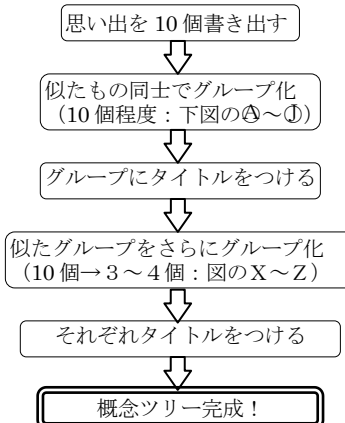 思い出を 10 個書き出す
似たもの同士でグループ化
（10 個程度：下図のⒶ～Ⓙ）
グループにタイトルをつける
似たグループをさらにグループ化
（10 個→３～４個：図のＸ～Ｚ）
それぞれタイトルをつける
概念ツリー完成！